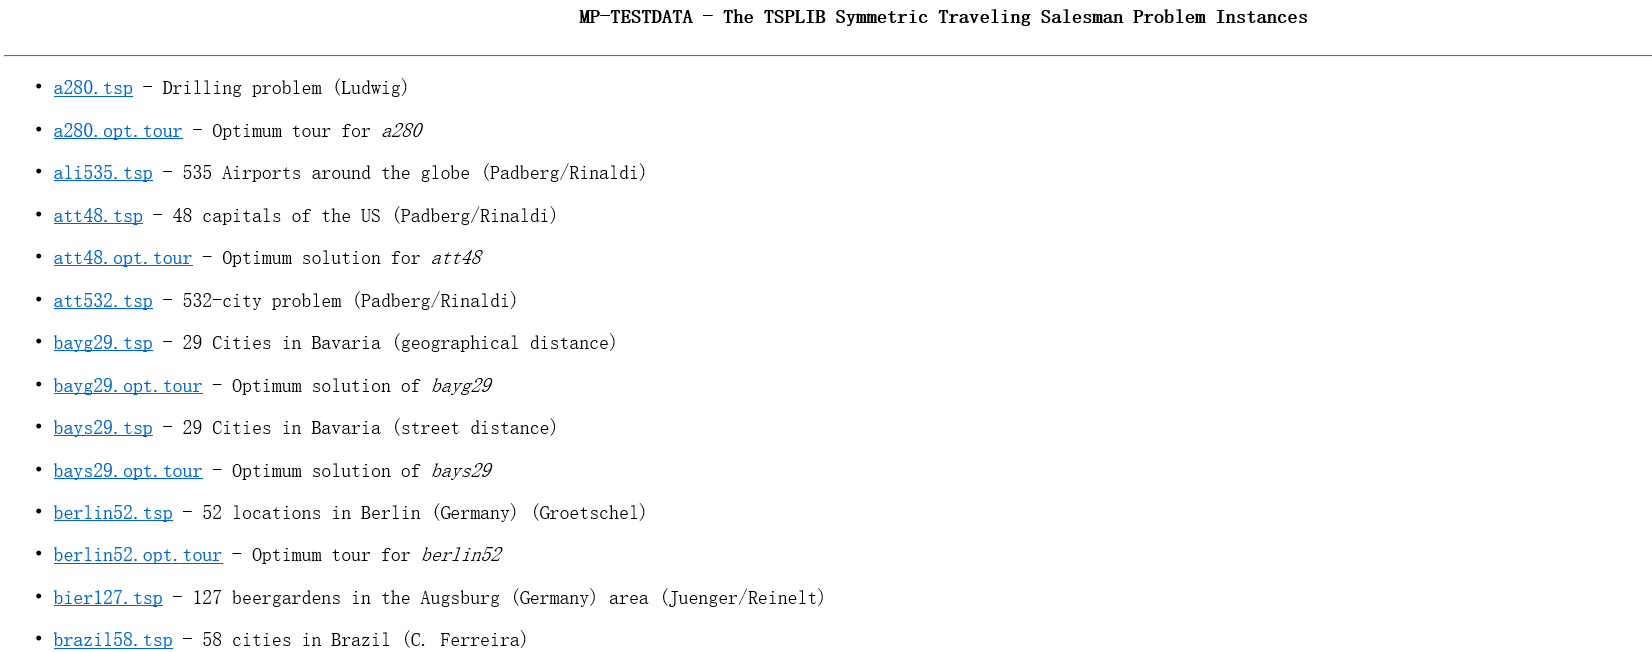 MP-TESTDATA - The TSPLIB Symmetric Traveling Salesman Problem Instances
• a280.tsp - Drilling problem (Ludwig)
• a280.opt.tour - Optimum tour for a280
• ali535.tsp - 535 Airports around the globe (Padberg/Rinaldi)
• att48.tsp - 48 capitals of the US (Padberg/Rinaldi)
• att48.opt.tour - Optimum solution for att48
• att532.tsp - 532-city problem (Padberg/Rinaldi)
• bayg29.tsp - 29 Cities in Bavaria (geographical distance)
• bayg29.opt.tour - Optimum solution of bayg29
• bays29.tsp - 29 Cities in Bavaria (street distance)
• bays29.opt.tour - Optimum solution of bays29
• berlin52.tsp - 52 locations in Berlin (Germany) (Groetschel)
• berlin52.opt.tour - Optimum tour for berlin52
• bier127.tsp - 127 beergardens in the Augsburg (Germany) area (Juenger/Reinelt)
• brazil58.tsp - 58 cities in Brazil (C. Ferreira)